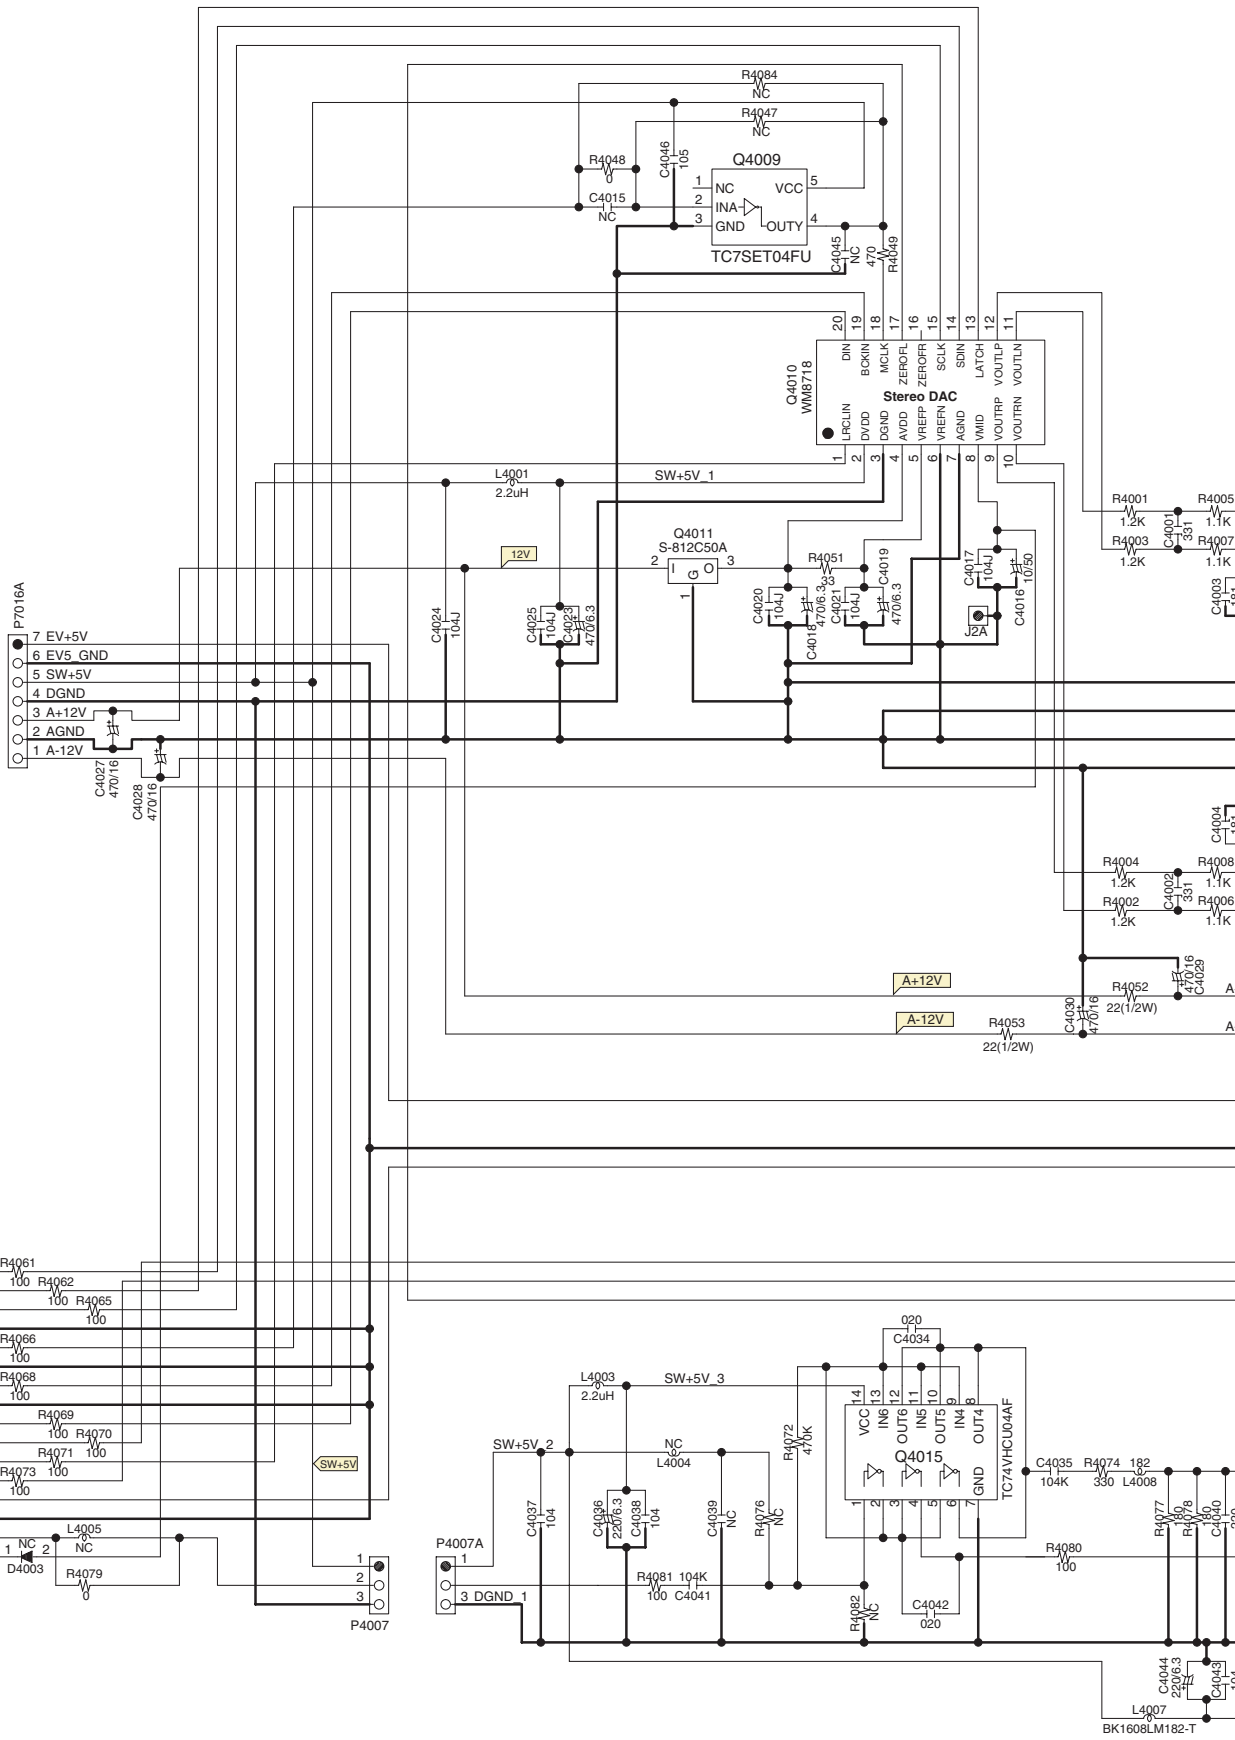 R4084
NC
R4047
NC
C4046
105
Q4009
R4048
0
C4015
NC
1 NC
VCC 5
2 INA
3 GND
OUTY 4
TC7SET04FU
C4045
NC
470
R4049
20 19 18 17 16 15 14 13 12 11
DIN
BCKIN
MCLK
ZEROFL
ZEROFR
SCLK
SDIN
LATCH
VOUTLP
VOUTLN
Q4010
WM8718
Stereo DAC
LRCLIN
DVDD
DGND
AVDD
VREFP
VREFN
AGND
VMID
VOUTRP
VOUTRN
1 2 3 4 5 6 7 8 9 10
L4001
2.2uH
SW+5V_1
R4001
1.2K
R4005
1.1K
C4001
331
R4003
1.2K
R4007
1.1K
C4003
12V
Q4011
S-812C50A
2 I G O 3
1
R4051
33
C4019
470/6.3
C4017
104J
10/50
C4016
C4020
104J
470/6.3
C4018
C4021
104J
J2A
C4024
104J
C4025
104J
C4023
470/6.3
P7016A
7 EV+5V
6 EV5_GND
5 SW+5V
4 DGND
3 A+12V
2 AGND
1 A-12V
C4027
470/16
C4028
470/16
C4004
R4004
1.2K
R4008
1.1K
C4002
331
R4002
1.2K
R4006
1.1K
A+12V
470/16
C4029
R4052
22(1/2W)
A
A-12V
R4053
22(1/2W)
C4030
470/16
A
R4061
100
R4062
100
R4065
100
R4066
100
R4068
100
R4069
100
R4070
100
R4071
100
R4073
100
SW+5V
L4005
NC
1 NC 2
D4003
R4079
0
1
2
3
P4007
P4007A
1
3 DGND_1
SW+5V_2
L4003
2.2uH
SW+5V_3
NC
L4004
C4037
104
C4036
220/6.3
C4038
104
C4039
NC
R4076
NC
R4072
470K
R4081
100
104K
C4041
R4082
NC
020
C4034
14 13 12 11 10 9 8
VCC
IN6
OUT6
IN5
OUT5
IN4
OUT4
Q4015
GND
TC74VHCU04AF
1 2 3 4 5 6 7
C4042
020
C4035
104K
R4074
330
182
L4008
R4077
180
R4078
180
C4040
R4080
100
C4044
220/6.3
C4043
L4007
BK1608LM182-T